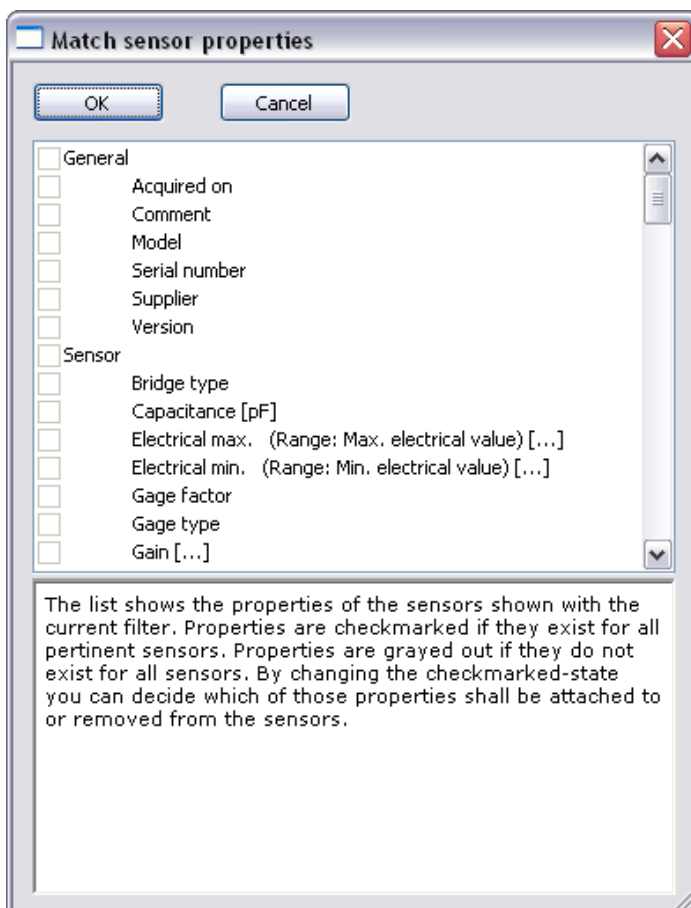 Match sensor properties
OK Cancel
General
Acquired on
Comment
Model
Serial number
Supplier
Version
Sensor
Bridge type
Capacitance [pF]
Electrical max. (Range: Max. electrical value) [...]
Electrical min. (Range: Min. electrical value) [...]
Gage factor
Gage type
Gain [...]
The list shows the properties of the sensors shown with the
current filter. Properties are checkmarked if they exist for all
pertinent sensors. Properties are grayed out if they do not
exist for all sensors. By changing the checkmarked-state
you can decide which of those properties shall be attached to
or removed from the sensors.